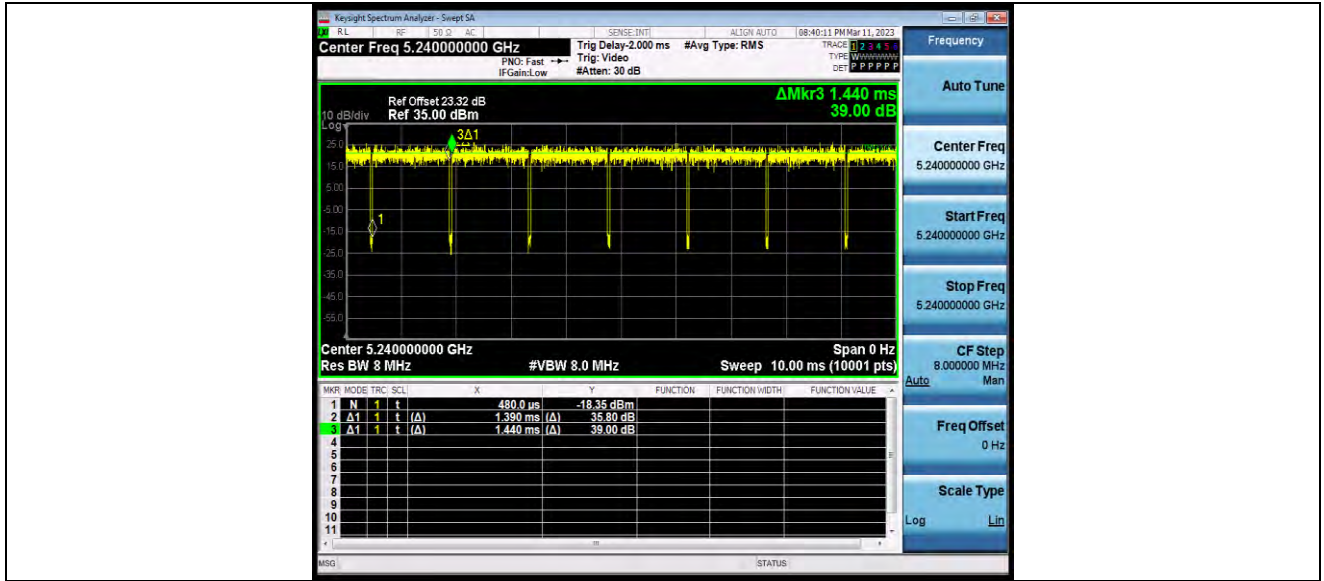 Keysight Spectrum Analyzer - Swept SA
RL RF 50 Ω AC SENSE:INT ALIGN AUTO 08:40:11 PM Mar 11, 2023
Center Freq 5.240000000 GHz Trig Delay-2.000 ms #Avg Type: RMS TRACE 1 2 3 4 5 6
PNO: Fast Trig: Video TYPE WWWWWW
IFGain:Low #Atten: 30 dB DET P P P P P P
Ref Offset 23.32 dB ΔMkr3 1.440 ms
10 dB/div Ref 35.00 dBm 39.00 dB
Log
3Δ1
25.0
15.0
5.00
-5.00
1
-15.0
-25.0
-35.0
-45.0
-55.0
Center 5.240000000 GHz Span 0 Hz
Res BW 8 MHz #VBW 8.0 MHz Sweep 10.00 ms (10001 pts)
MKR MODE TRC SCL X Y FUNCTION FUNCTION WIDTH FUNCTION VALUE
1 N 1 t 480.0 µs -18.35 dBm
2 Δ1 1 t (Δ) 1.390 ms (Δ) 35.80 dB
3 Δ1 1 t (Δ) 1.440 ms (Δ) 39.00 dB
4
5
6
7
8
9
10
11
MSG STATUS
Frequency
Auto Tune
Center Freq
5.240000000 GHz
Start Freq
5.240000000 GHz
Stop Freq
5.240000000 GHz
CF Step
8.000000 MHz
Auto Man
Freq Offset
0 Hz
Scale Type
Log Lin